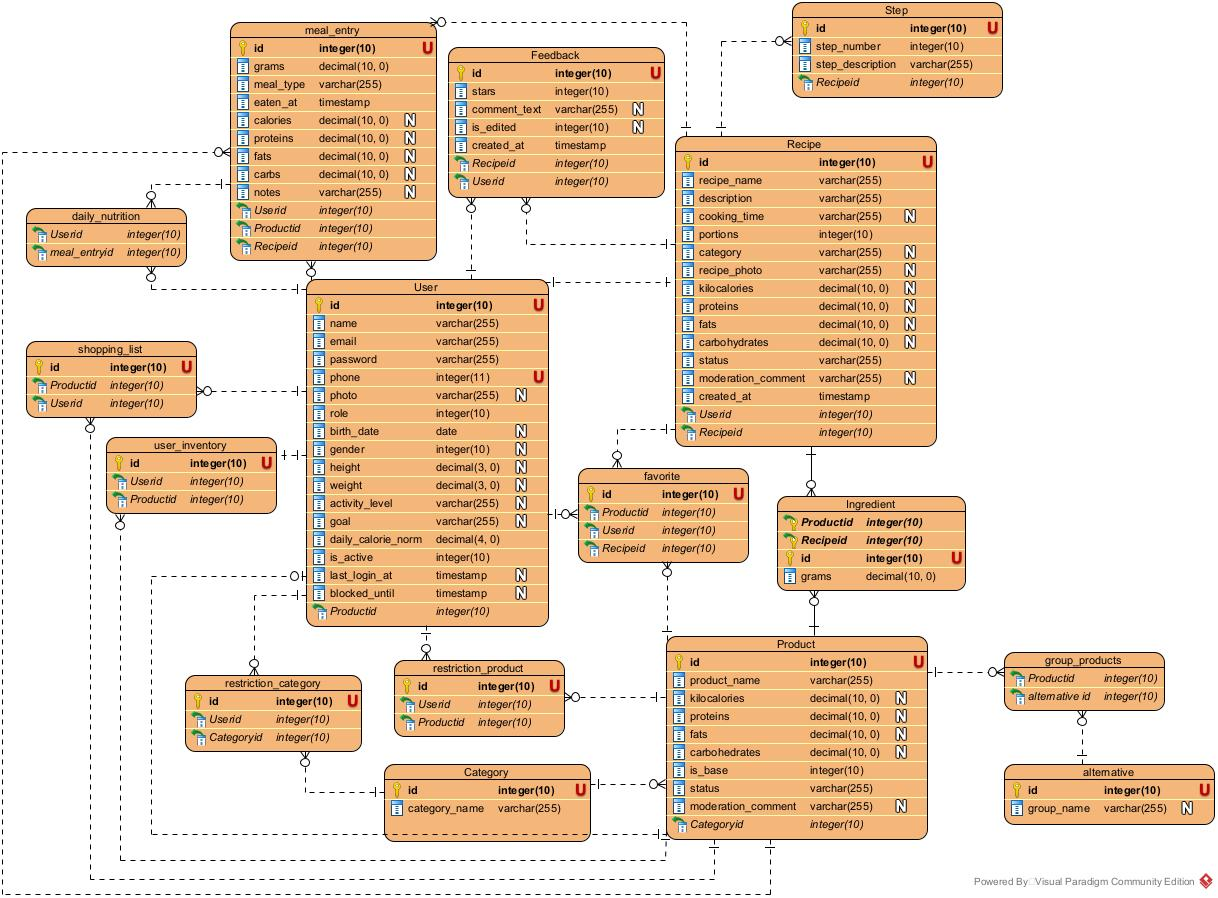 meal_entry
id integer(10) U
grams decimal(10, 0)
meal_type varchar(255)
eaten_at timestamp
calories decimal(10, 0) N
proteins decimal(10, 0) N
fats decimal(10, 0) N
carbs decimal(10, 0) N
notes varchar(255) N
Userid integer(10)
Productid integer(10)
Recipeid integer(10)
Feedback
id integer(10) U
stars integer(10)
comment_text varchar(255) N
is_edited integer(10) N
created_at timestamp
Recipeid integer(10)
Userid integer(10)
Step
id integer(10) U
step_number integer(10)
step_description varchar(255)
Recipeid integer(10)
Recipe
id integer(10) U
recipe_name varchar(255)
description varchar(255)
cooking_time varchar(255) N
portions integer(10)
category varchar(255) N
recipe_photo varchar(255) N
kilocalories decimal(10, 0) N
proteins decimal(10, 0) N
fats decimal(10, 0) N
carbohydrates decimal(10, 0) N
status varchar(255)
moderation_comment varchar(255) N
created_at timestamp
Userid integer(10)
Recipeid integer(10)
daily_nutrition
Userid integer(10)
meal_entryid integer(10)
User
id integer(10) U
name varchar(255)
email varchar(255)
password varchar(255)
phone integer(11) U
photo varchar(255) N
role integer(10)
birth_date date N
gender integer(10) N
height decimal(3, 0) N
weight decimal(3, 0) N
activity_level varchar(255) N
goal varchar(255) N
daily_calorie_norm decimal(4, 0)
is_active integer(10)
last_login_at timestamp N
blocked_until timestamp N
Productid integer(10)
shopping_list
id integer(10) U
Productid integer(10)
Userid integer(10)
user_inventory
id integer(10) U
Userid integer(10)
Productid integer(10)
favorite
id integer(10) U
Productid integer(10)
Userid integer(10)
Recipeid integer(10)
Ingredient
Productid integer(10)
Recipeid integer(10)
id integer(10) U
grams decimal(10, 0)
restriction_category
id integer(10) U
Userid integer(10)
Categoryid integer(10)
restriction_product
id integer(10) U
Userid integer(10)
Productid integer(10)
Product
id integer(10) U
product_name varchar(255)
kilocalories decimal(10, 0) N
proteins decimal(10, 0) N
fats decimal(10, 0) N
carbohedrates decimal(10, 0) N
is_base integer(10)
status varchar(255)
moderation_comment varchar(255) N
Categoryid integer(10)
group_products
Productid integer(10)
alternative id integer(10)
Category
id integer(10) U
category_name varchar(255)
alternative
id integer(10) U
group_name varchar(255) N
Powered By Visual Paradigm Community Edition